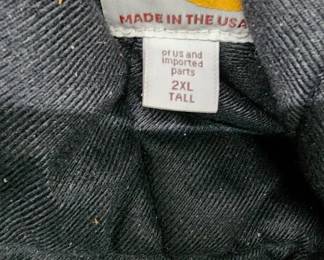 MADE IN THE USA
of US and
imported
parts
2XL
TALL